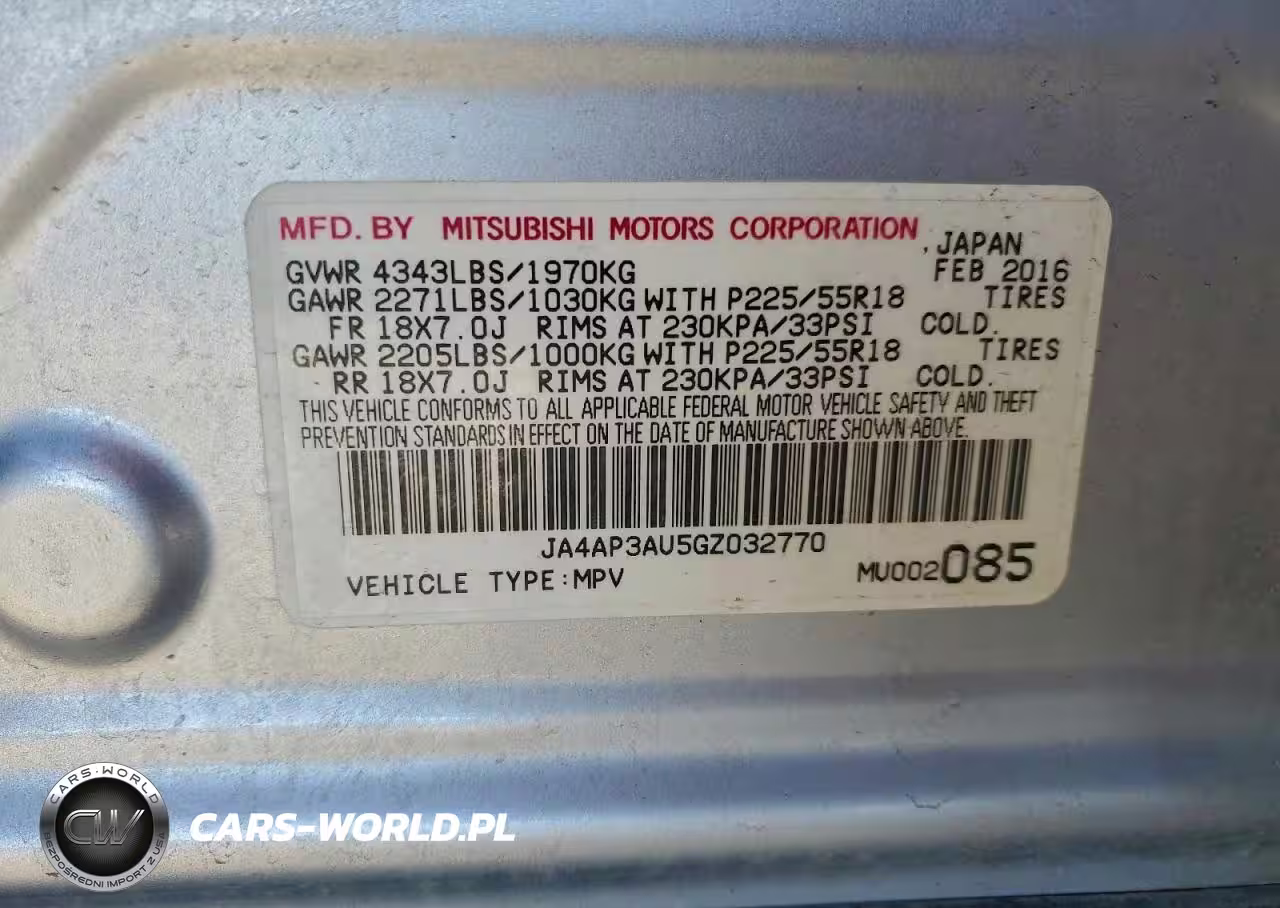 MFD. BY MITSUBISHI MOTORS CORPORATION, JAPAN
GVWR 4343LBS/1970KG FEB 2016
GAWR 2271LBS/1030KG WITH P225/55R18 TIRES
FR 18X7.0J RIMS AT 230KPA/33PSI COLD.
GAWR 2205LBS/1000KG WITH P225/55R18 TIRES
RR 18X7.0J RIMS AT 230KPA/33PSI COLD.
THIS VEHICLE CONFORMS TO ALL APPLICABLE FEDERAL MOTOR VEHICLE SAFETY AND THEFT
PREVENTION STANDARDS IN EFFECT ON THE DATE OF MANUFACTURE SHOWN ABOVE.
JA4AP3AU5GZ032770
VEHICLE TYPE:MPV MU002085
CARS-WORLD
CW
BEZPOŚREDNI IMPORT Z USA
CARS-WORLD.PL